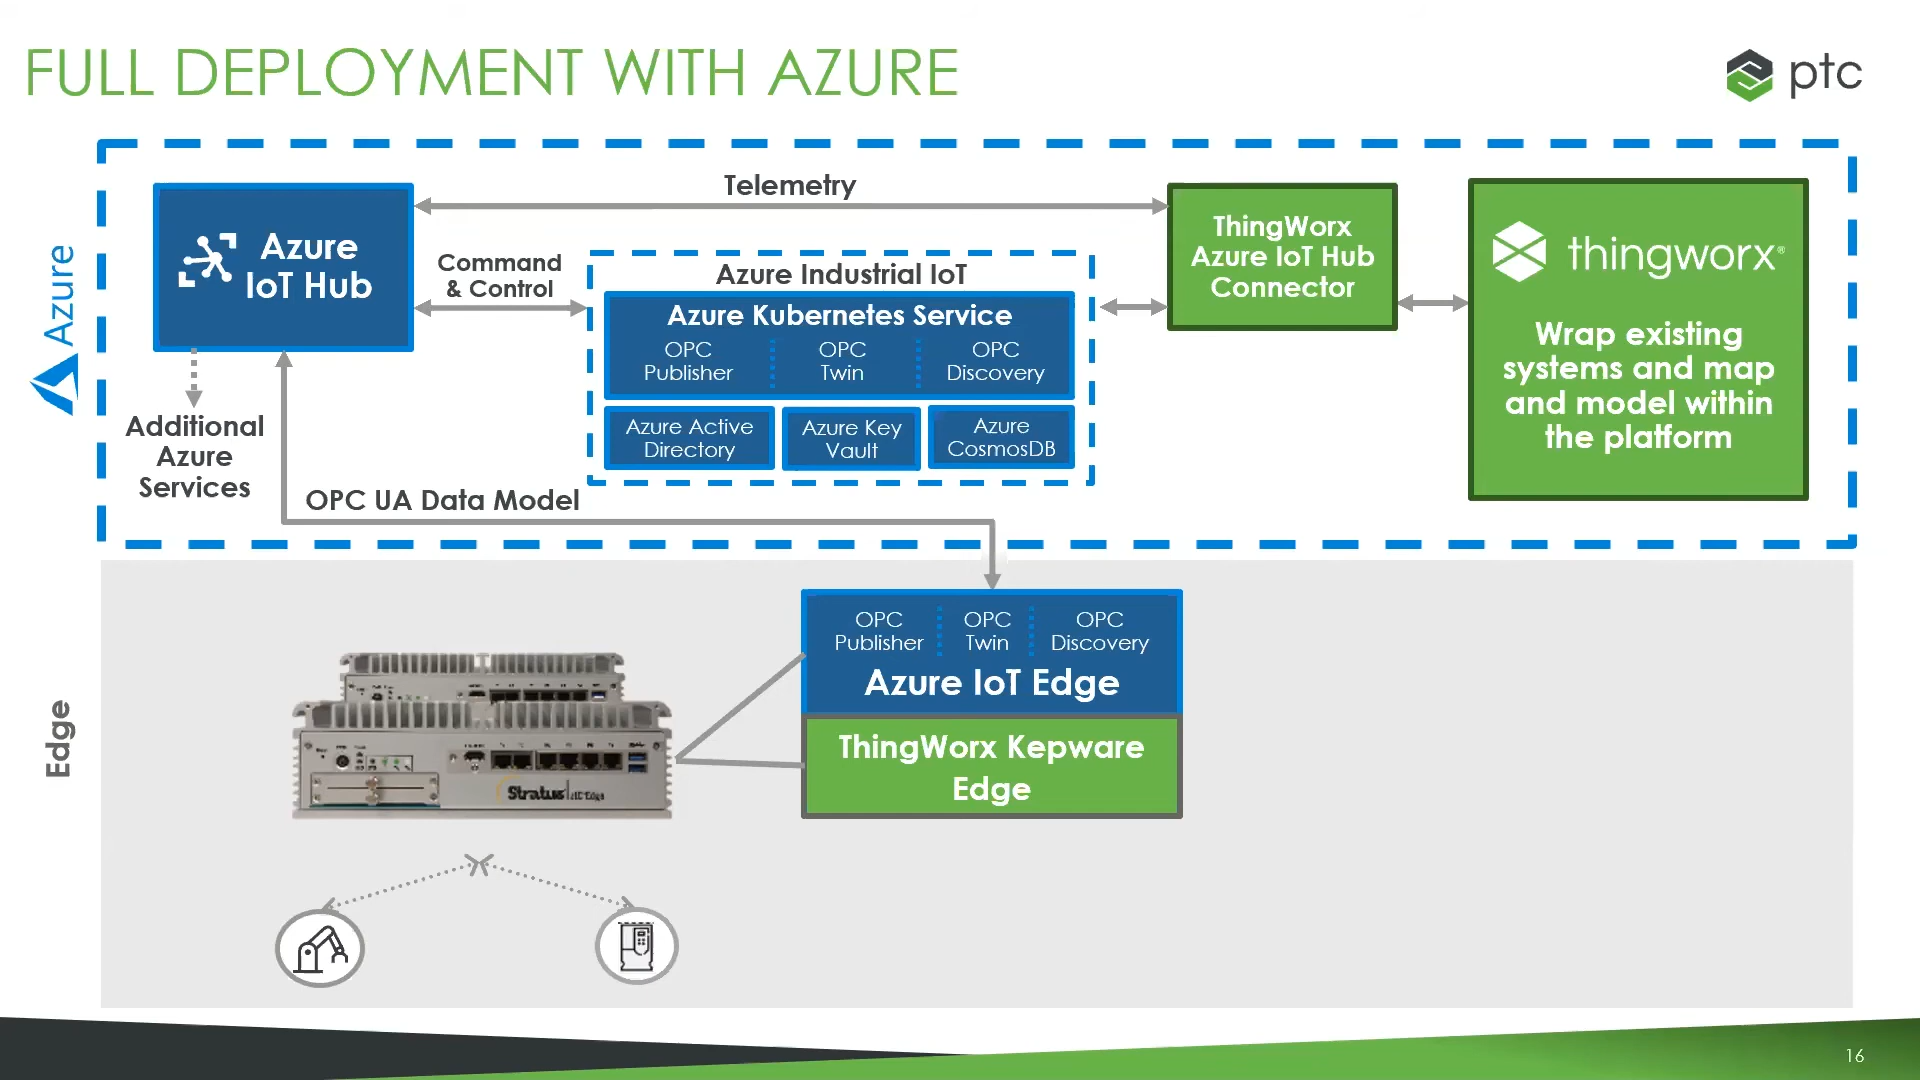 FULL DEPLOYMENT WITH AZURE
ptc
Azure
Azure
IoT Hub
Telemetry
Command
& Control
Azure Industrial IoT
Azure Kubernetes Service
OPC
Publisher
OPC
Twin
OPC
Discovery
Azure Active
Directory
Azure Key
Vault
Azure
CosmosDB
ThingWorx
Azure IoT Hub
Connector
thingworx®
Wrap existing
systems and map
and model within
the platform
Additional
Azure
Services
OPC UA Data Model
Edge
OPC
Publisher
OPC
Twin
OPC
Discovery
Azure IoT Edge
ThingWorx Kepware
Edge
Stratus
16